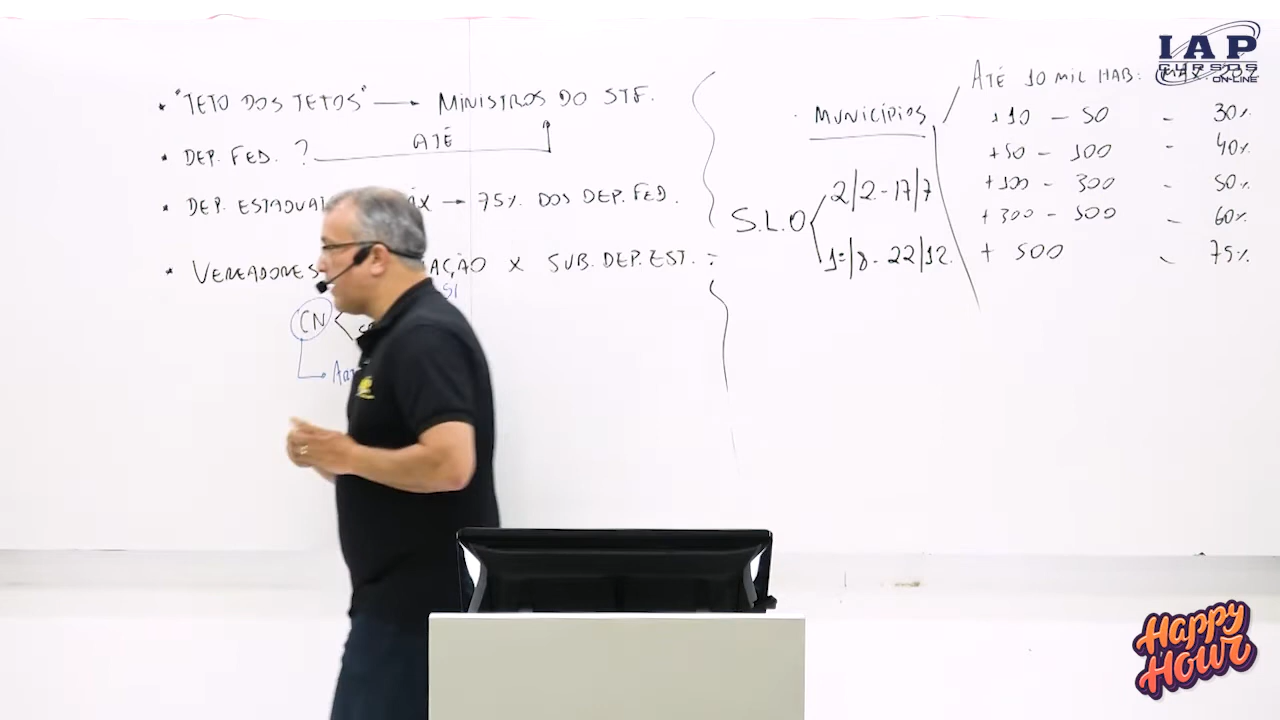 • "TETO DOS TETOS" → MINISTROS DO STF.
• DEP. FED. ? ATÉ
• DEP. ESTADUAL → 75% DOS DEP. FED.
• VEREADORES X SUB. DEP. EST. :
CN
S.L.O
2/2 - 17/7
1º/8 - 22/12.
MUNICÍPIOS
ATÉ 10 MIL HAB:
+10 — 50 - 30%
+50 — 100 - 40%
+100 — 300 - 50%
+300 — 500 - 60%
+ 500 - 75%
IAP
CURSOS
ON-LINE
Happy
Hour